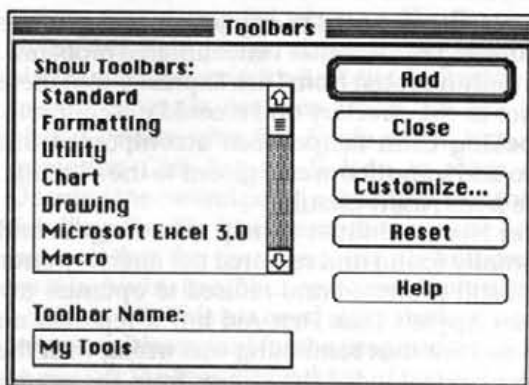 Toolbars
Show Toolbars:
Standard
Formatting
Utility
Chart
Drawing
Microsoft Excel 3.0
Macro
Toolbar Name:
My Tools
Add
Close
Customize...
Reset
Help